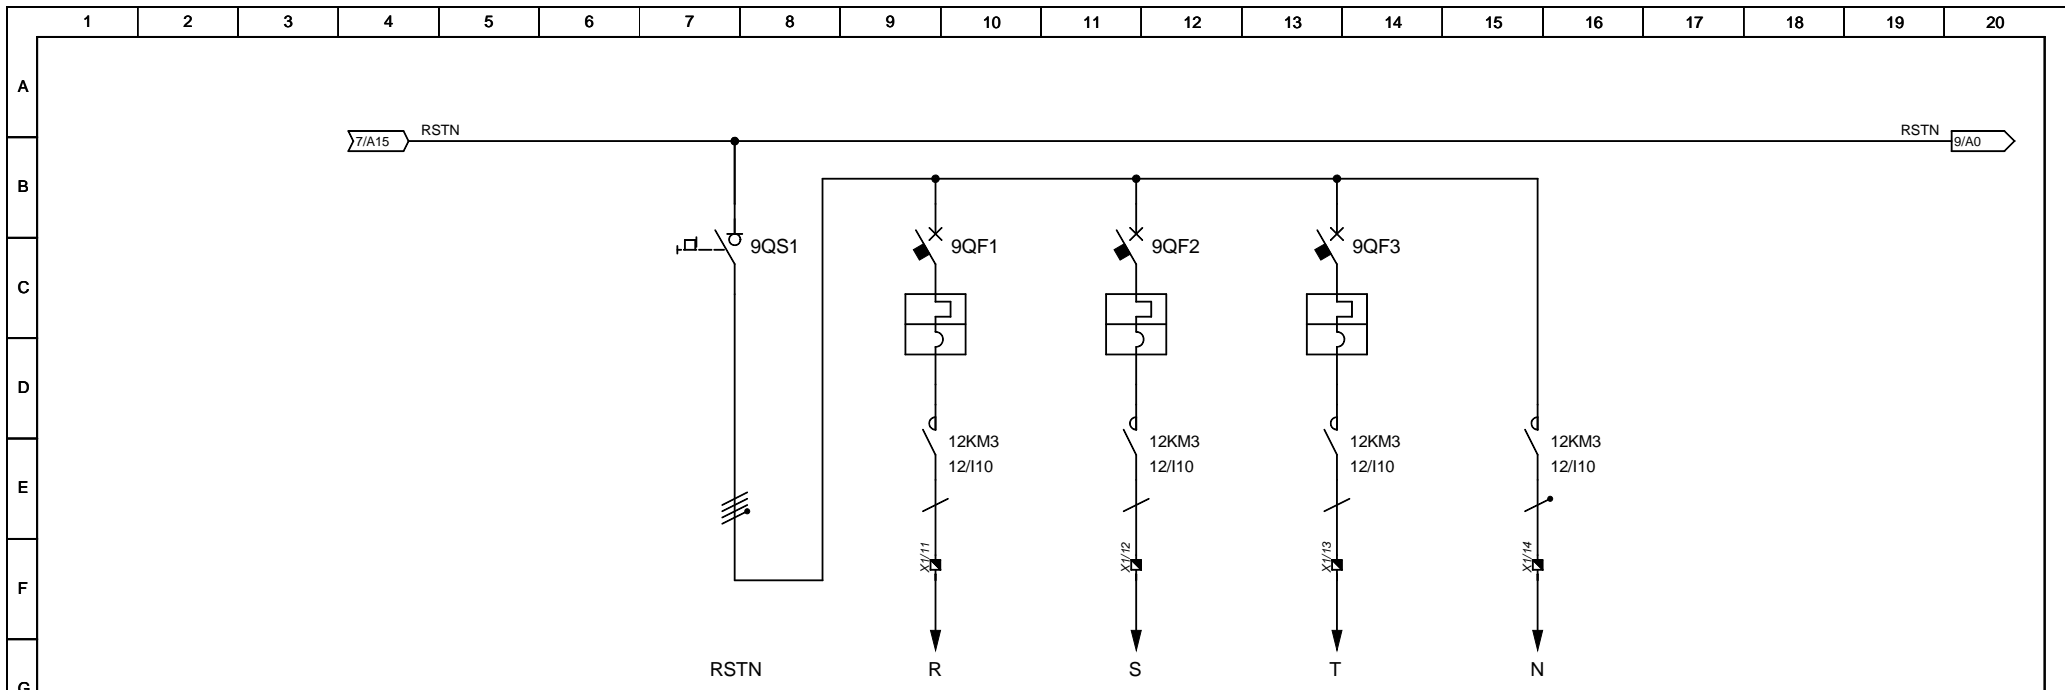 1 2 3 4 5 6 7 8 9 10 11 12 13 14 15 16 17 18 19 20
A
7/A15 RSTN RSTN 9/A0
B
9QS1 9QF1 9QF2 9QF3
C
D
12KM3 12KM3 12KM3 12KM3
12/I10 12/I10 12/I10 12/I10
E
X1/11 X1/12 X1/13 X1/14
F
RSTN R S T N
G